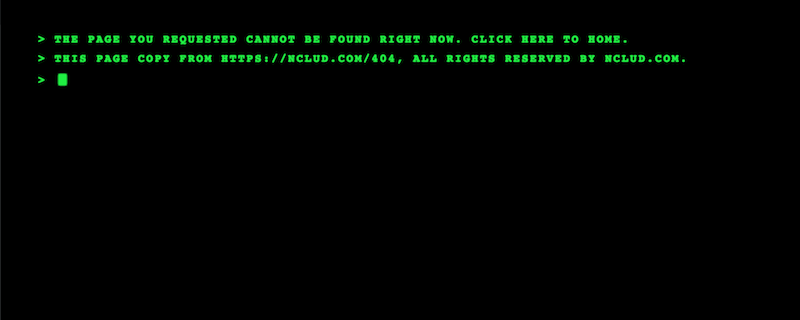 > THE PAGE YOU REQUESTED CANNOT BE FOUND RIGHT NOW. CLICK HERE TO HOME.
> THIS PAGE COPY FROM HTTPS://NCLUD.COM/404, ALL RIGHTS RESERVED BY NCLUD.COM.
>